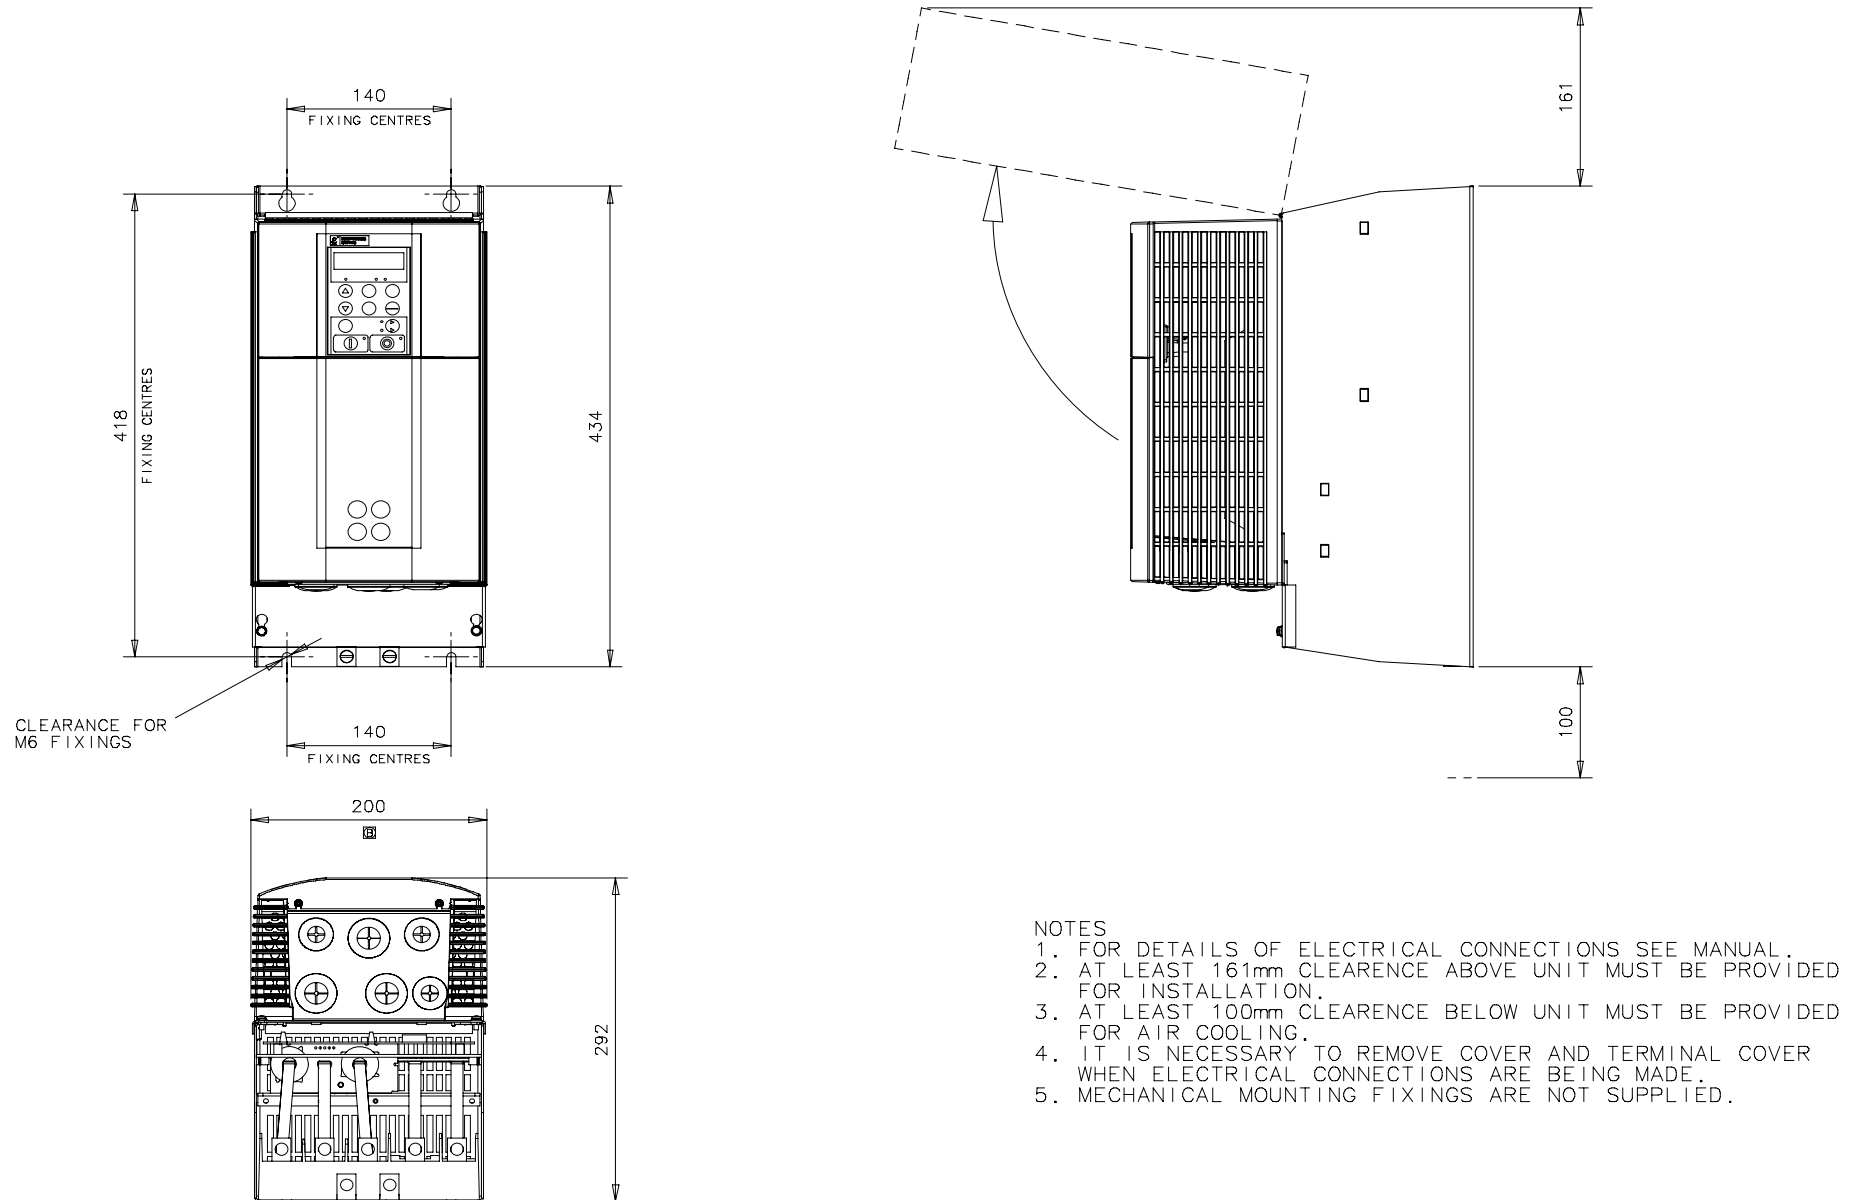 140
FIXING CENTRES
161
418
FIXING CENTRES
434
CLEARANCE FOR
M6 FIXINGS
140
FIXING CENTRES
100
200
B
292
NOTES
1. FOR DETAILS OF ELECTRICAL CONNECTIONS SEE MANUAL.
2. AT LEAST 161mm CLEARENCE ABOVE UNIT MUST BE PROVIDED
FOR INSTALLATION.
3. AT LEAST 100mm CLEARENCE BELOW UNIT MUST BE PROVIDED
FOR AIR COOLING.
4. IT IS NECESSARY TO REMOVE COVER AND TERMINAL COVER
WHEN ELECTRICAL CONNECTIONS ARE BEING MADE.
5. MECHANICAL MOUNTING FIXINGS ARE NOT SUPPLIED.